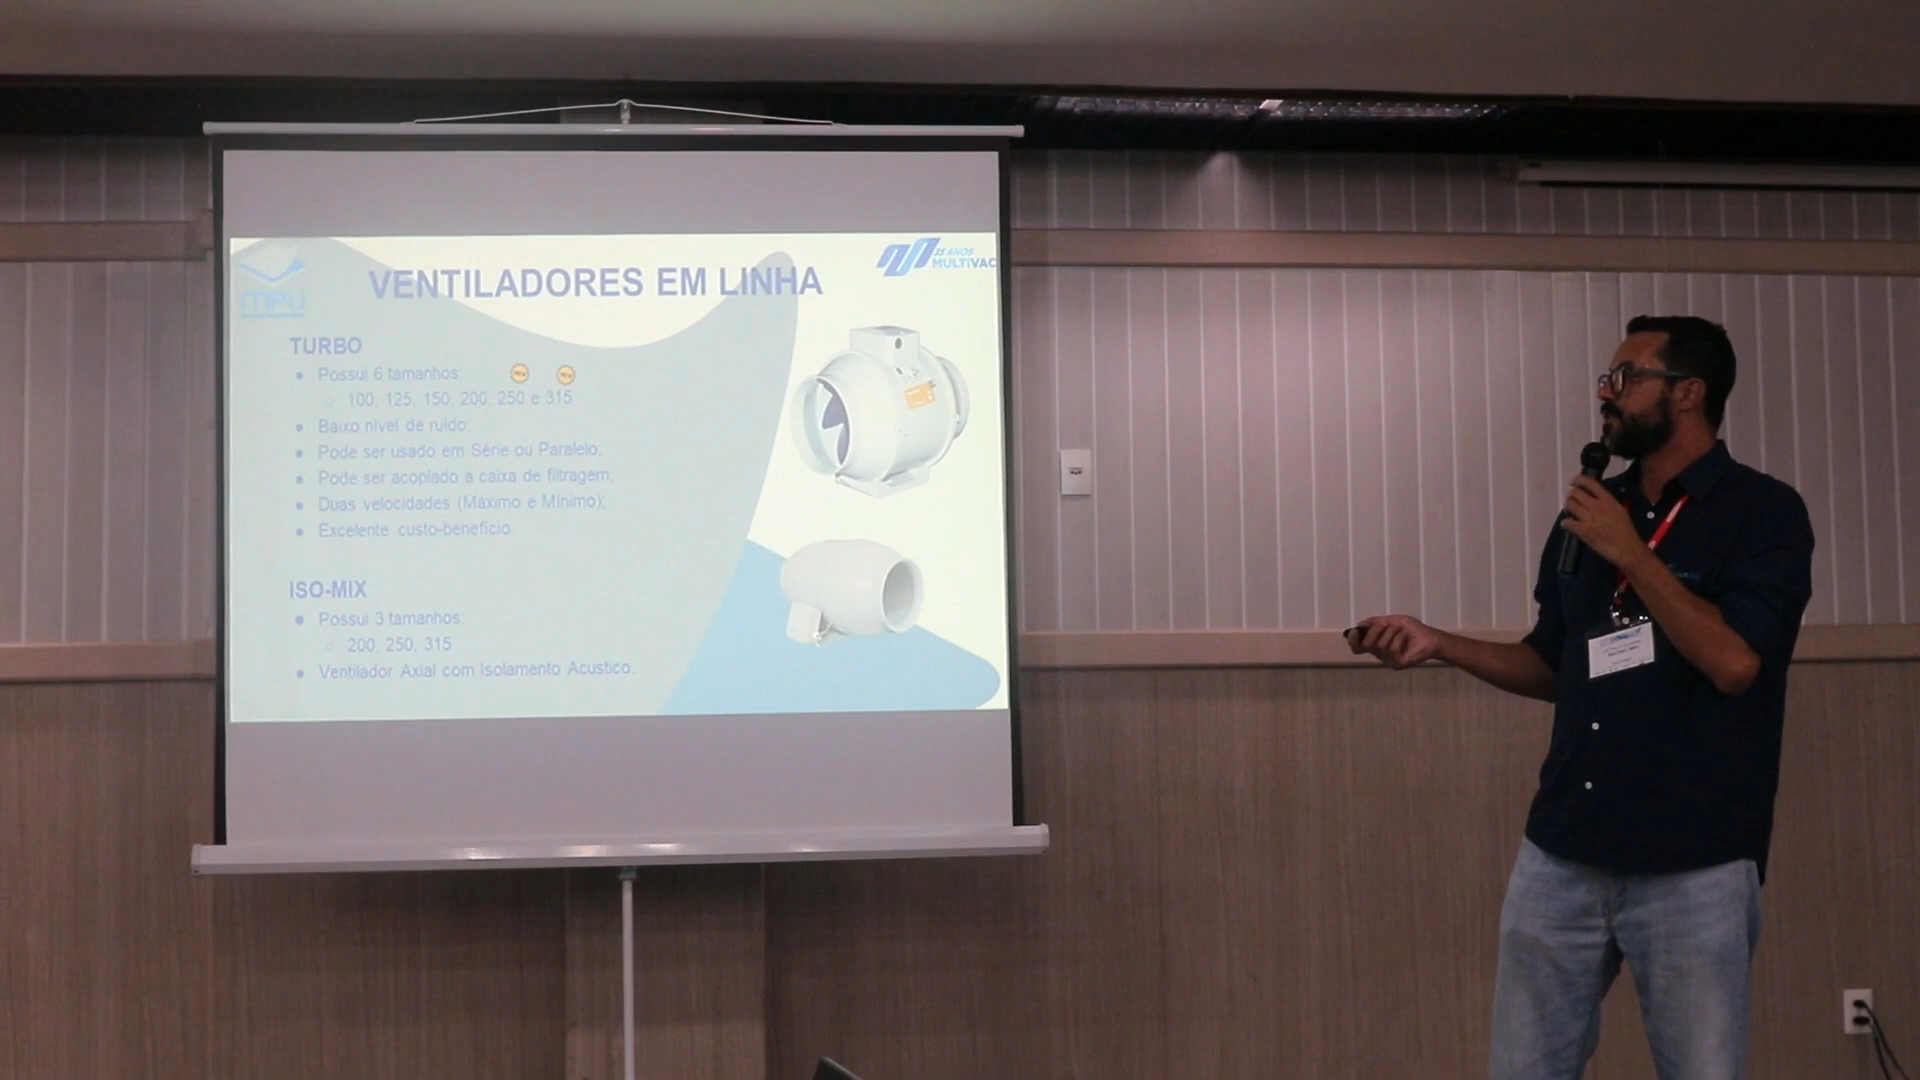 35 ANOS
MULTIVAC
MPU
VENTILADORES EM LINHA
TURBO
• Possui 6 tamanhos:
○ 100, 125, 150, 200, 250 e 315
• Baixo nível de ruído;
• Pode ser usado em Série ou Paralelo;
• Pode ser acoplado a caixa de filtragem;
• Duas velocidades (Máximo e Mínimo);
• Excelente custo-benefício.
ISO-MIX
• Possui 3 tamanhos:
○ 200, 250, 315
• Ventilador Axial com Isolamento Acustico.